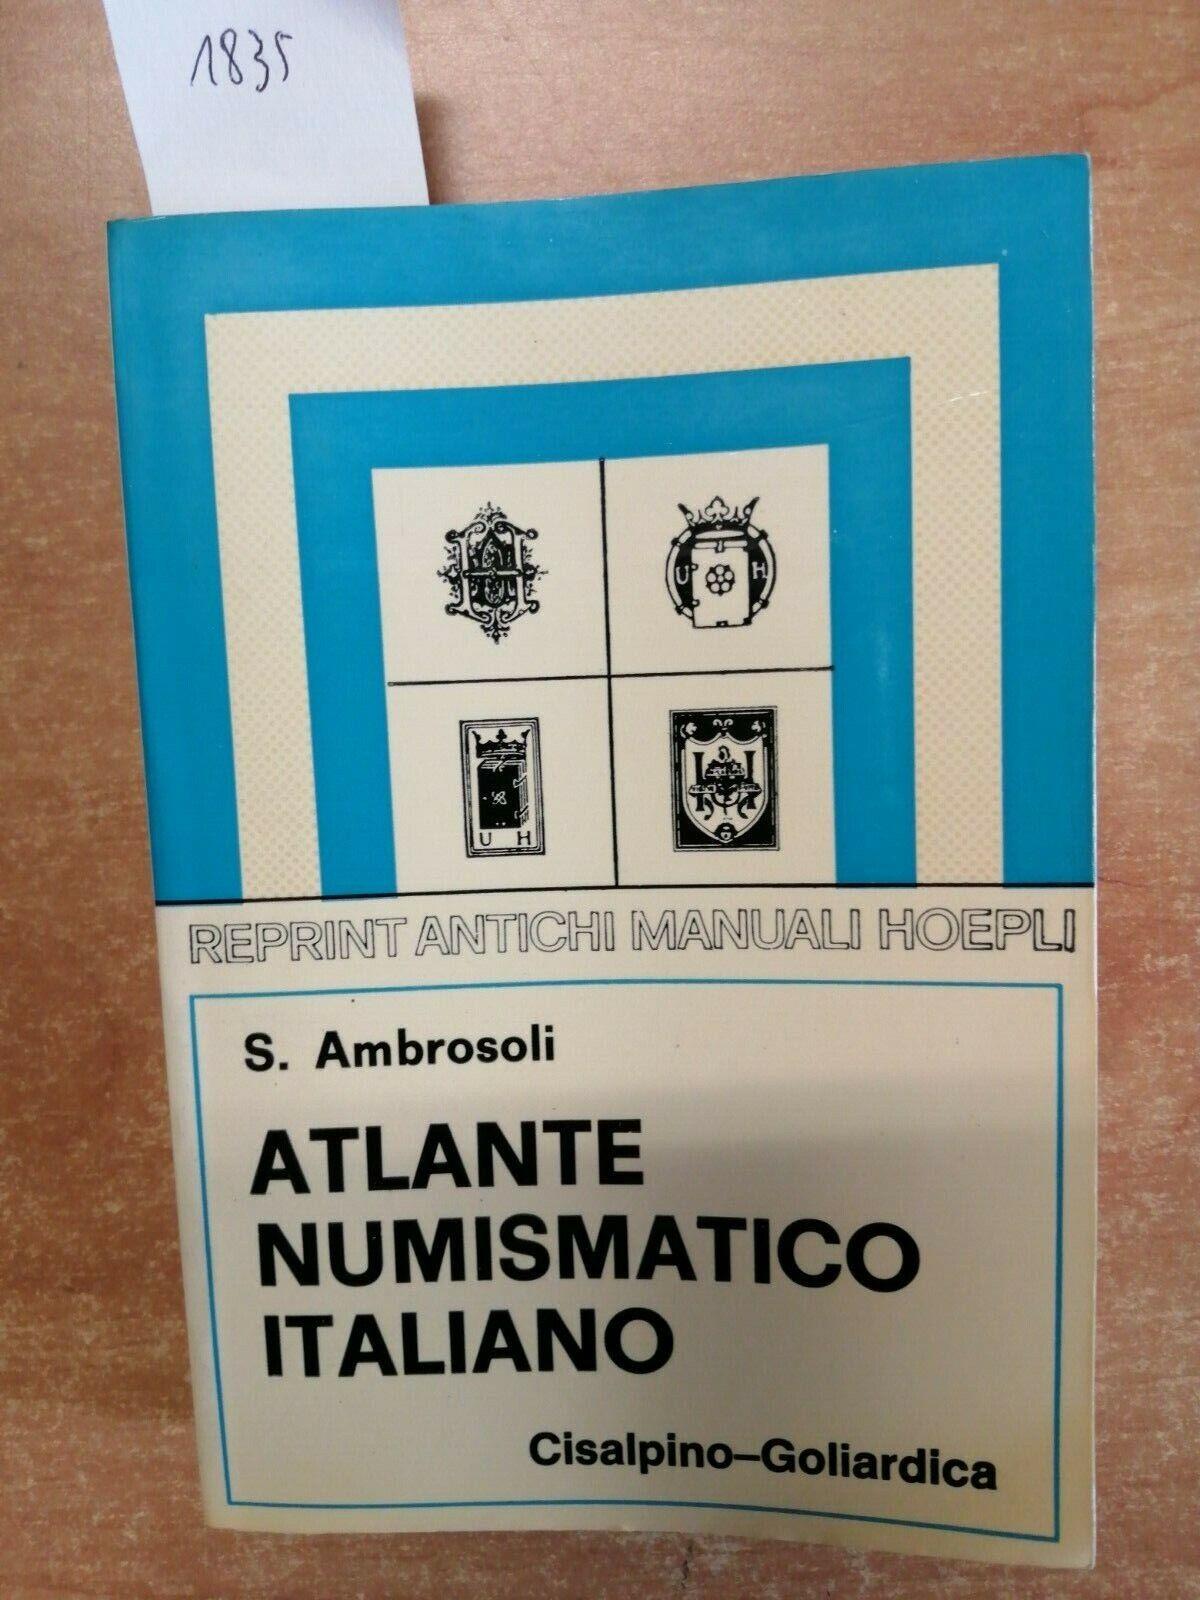 1835
U H
U H
REPRINT ANTICHI MANUALI HOEPLI
S. Ambrosoli
ATLANTE
NUMISMATICO
ITALIANO
Cisalpino–Goliardica